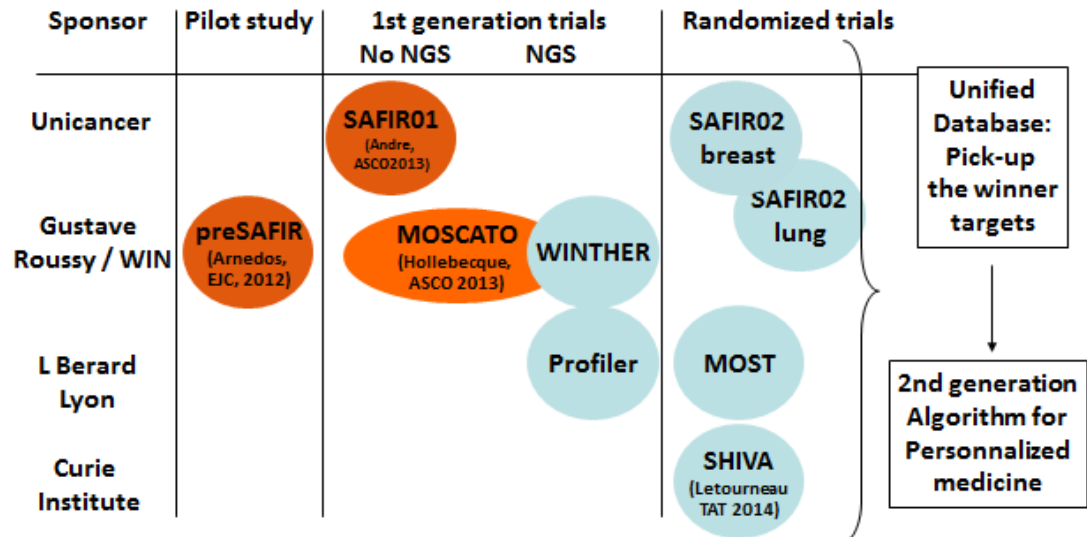 Sponsor
Pilot study
1st generation trials
No NGS
NGS
Randomized trials
Unicancer
SAFIR01
(Andre,
ASCO2013)
SAFIR02
breast
SAFIR02
lung
Gustave
Roussy / WIN
preSAFIR
(Arnedos,
EJC, 2012)
MOSCATO
(Hollebecque,
ASCO 2013)
WINTHER
L Berard
Lyon
Profiler
MOST
Curie
Institute
SHIVA
(Letourneau
TAT 2014)
Unified
Database:
Pick-up
the winner
targets
2nd generation
Algorithm for
Personnalized
medicine